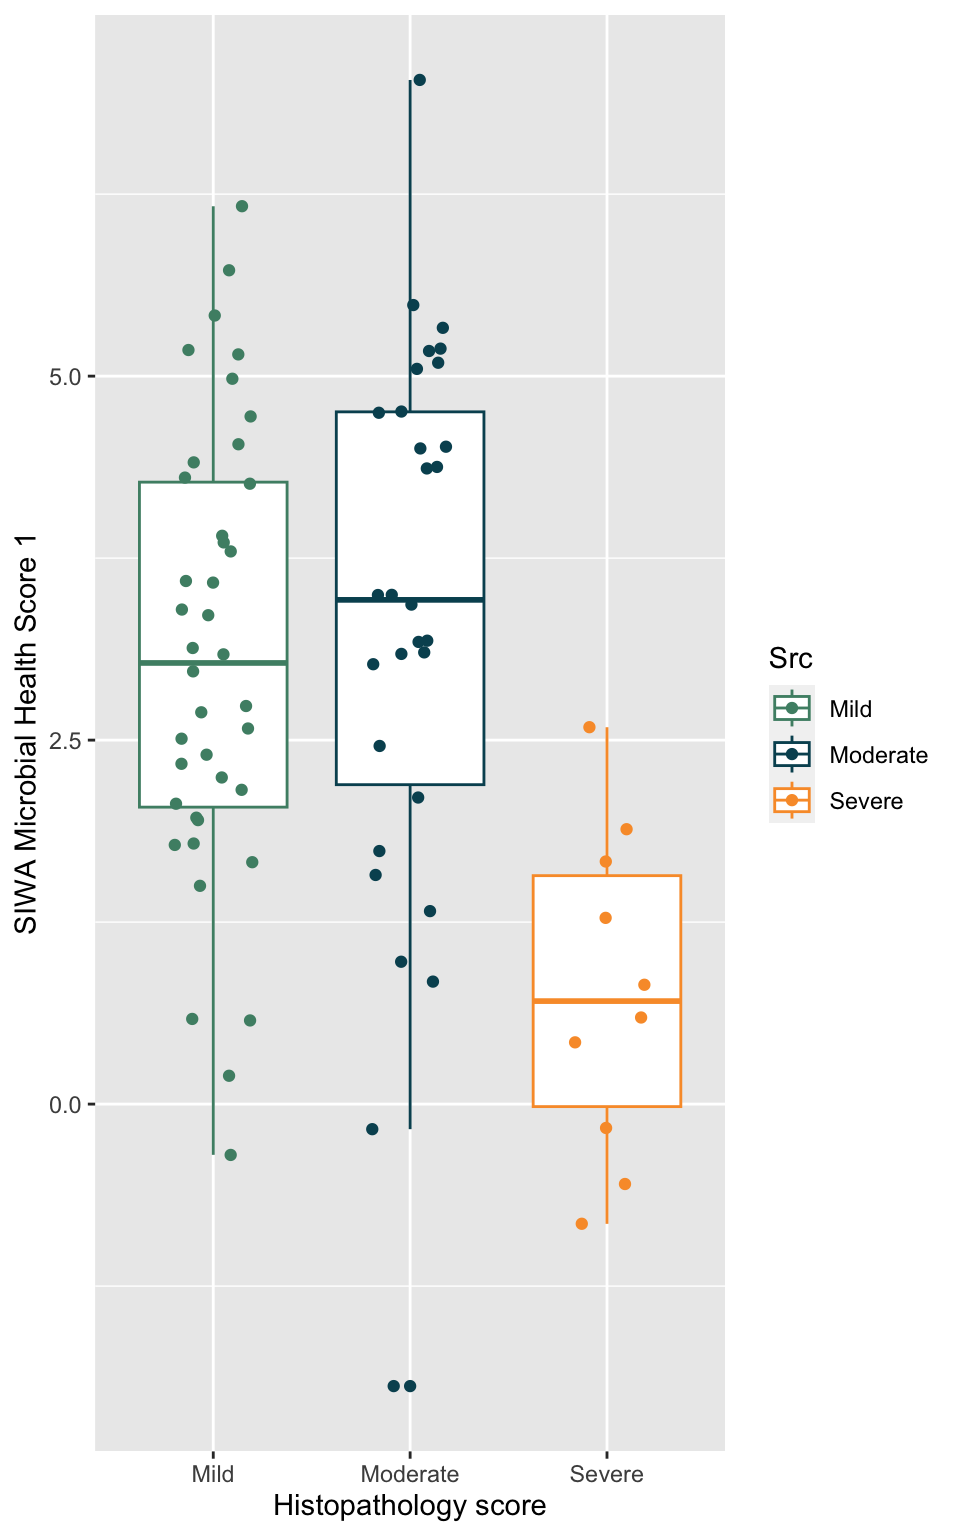 SIWA Microbial Health Score 1
5.0
2.5
0.0
Mild
Moderate
Severe
Histopathology score
Src
Mild
Moderate
Severe